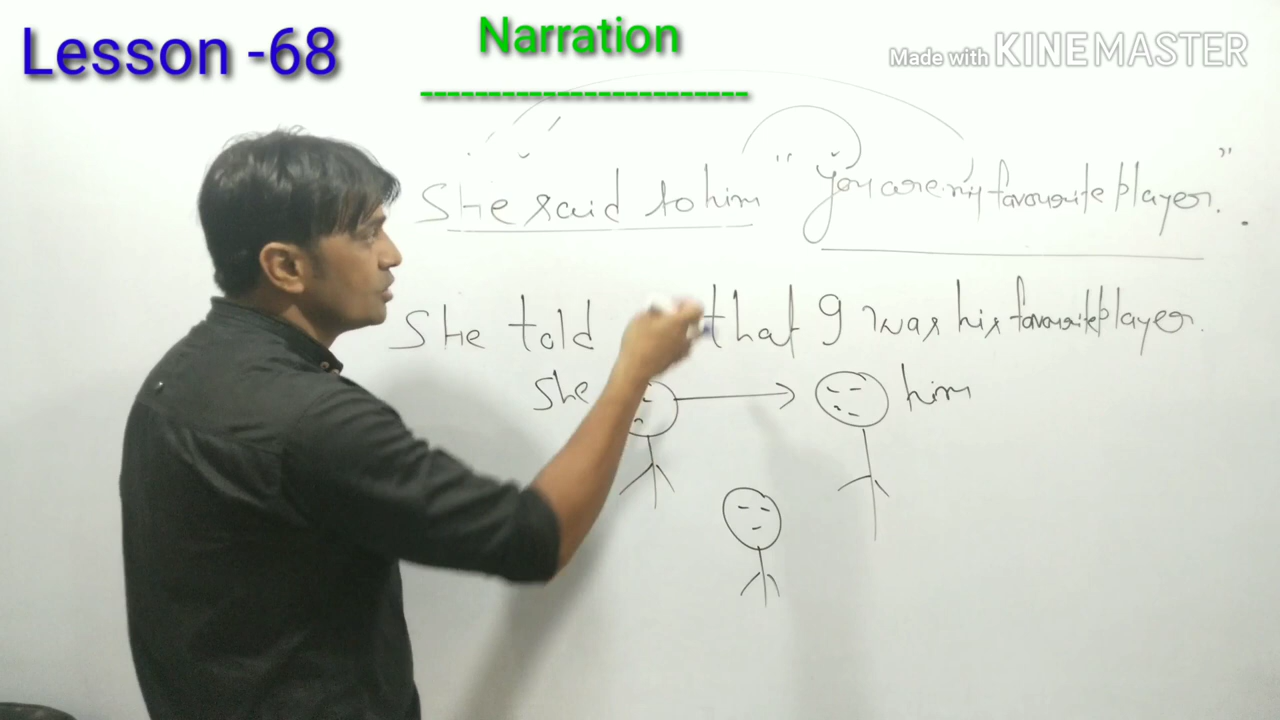 Lesson -68
Narration
Made with KINEMASTER
She said to him "you are my favourite player."
She told that I was his favourite player.
she
him